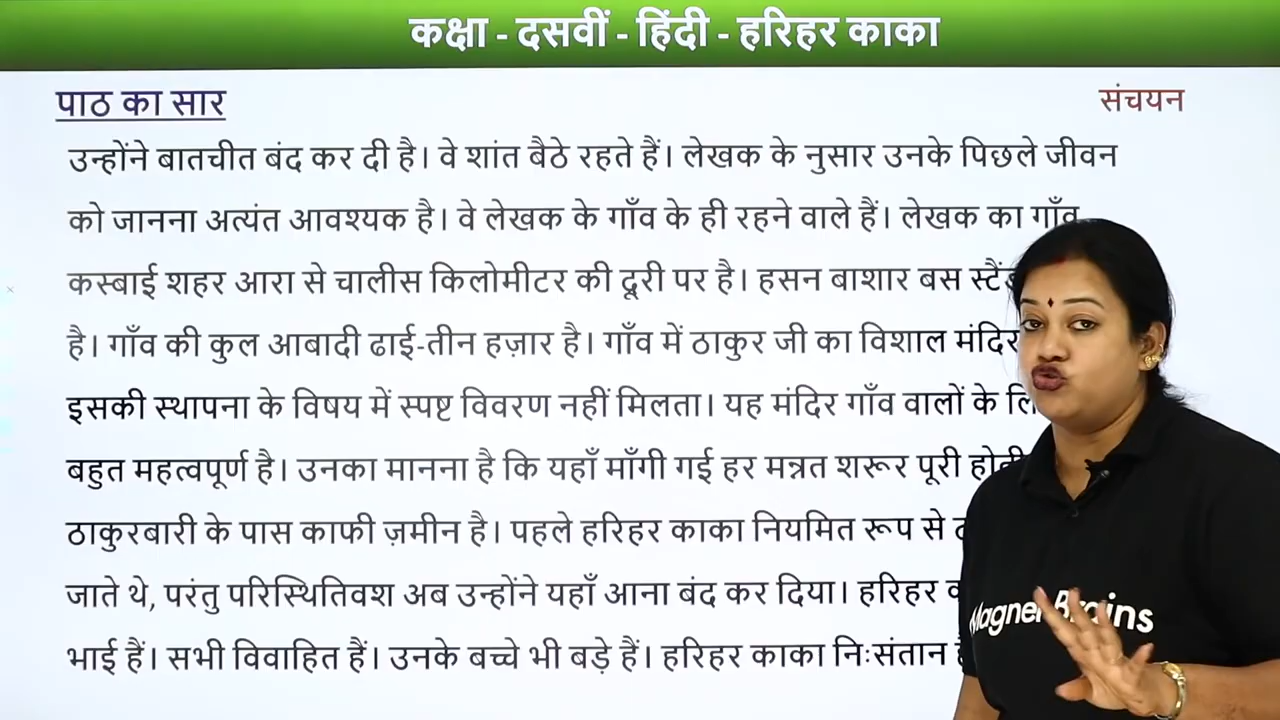 कक्षा - दसवीं - हिंदी - हरिहर काका
पाठ का सार
संचयन
उन्होंने बातचीत बंद कर दी है। वे शांत बैठे रहते हैं। लेखक के नुसार उनके पिछले जीवन
को जानना अत्यंत आवश्यक है। वे लेखक के गाँव के ही रहने वाले हैं। लेखक का गाँव
कस्बाई शहर आरा से चालीस किलोमीटर की दूरी पर है। हसन बाशार बस
है। गाँव की कुल आबादी ढाई-तीन हज़ार है। गाँव में ठाकुर जी का विशाल मंदिर
इसकी स्थापना के विषय में स्पष्ट विवरण नहीं मिलता। यह मंदिर गाँव वालों के
बहुत महत्वपूर्ण है। उनका मानना है कि यहाँ माँगी गई हर मन्नत शरूर पूरी
ठाकुरबारी के पास काफी ज़मीन है। पहले हरिहर काका नियमित रूप से
जाते थे, परंतु परिस्थितिवश अब उन्होंने यहाँ आना बंद कर दिया। हरिहर
भाई हैं। सभी विवाहित हैं। उनके बच्चे भी बड़े हैं। हरिहर काका निःसंतान
Magnet Brains